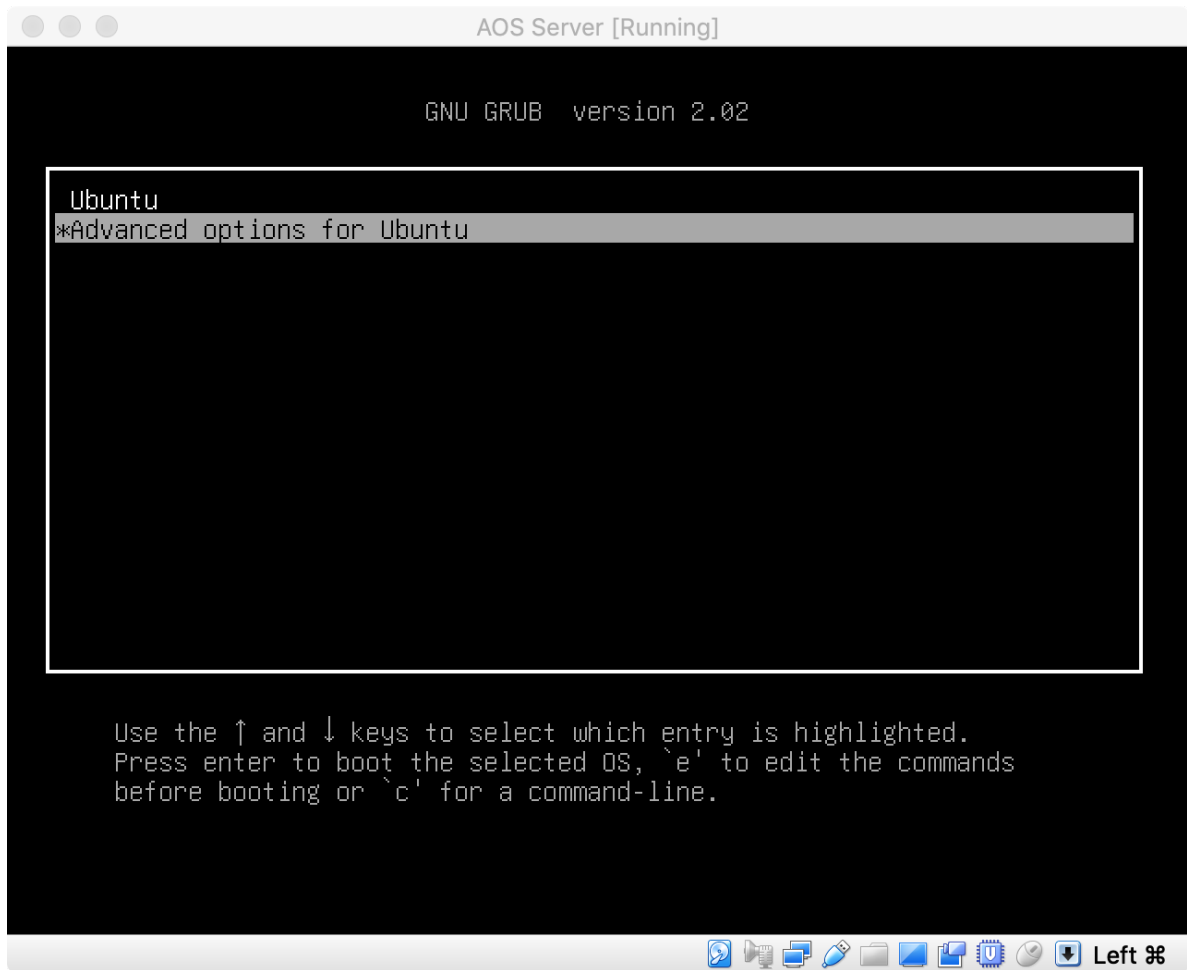 AOS Server [Running]
GNU GRUB  version 2.02
Ubuntu
*Advanced options for Ubuntu
Use the ↑ and ↓ keys to select which entry is highlighted.
Press enter to boot the selected OS, `e' to edit the commands
before booting or `c' for a command-line.
Left ⌘